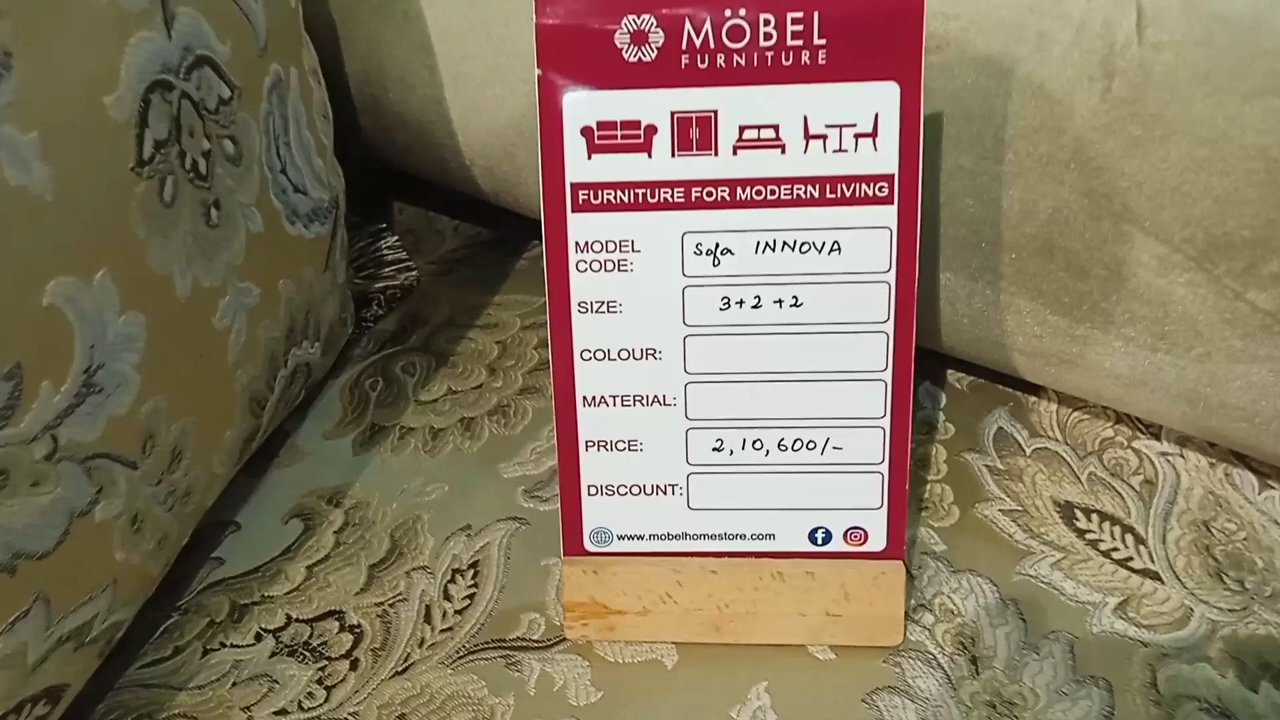 MÖBEL
FURNITURE
FURNITURE FOR MODERN LIVING
MODEL CODE: Sofa INNOVA
SIZE: 3+2+2
COLOUR:
MATERIAL:
PRICE: 2,10,600/-
DISCOUNT:
www.mobelhomestore.com